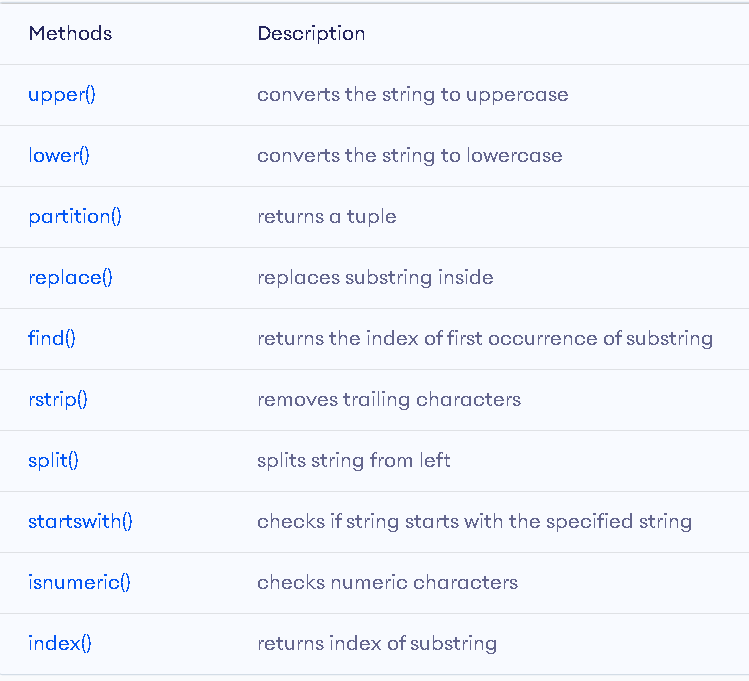 Methods Description
upper() converts the string to uppercase
lower() converts the string to lowercase
partition() returns a tuple
replace() replaces substring inside
find() returns the index of first occurrence of substring
rstrip() removes trailing characters
split() splits string from left
startswith() checks if string starts with the specified string
isnumeric() checks numeric characters
index() returns index of substring